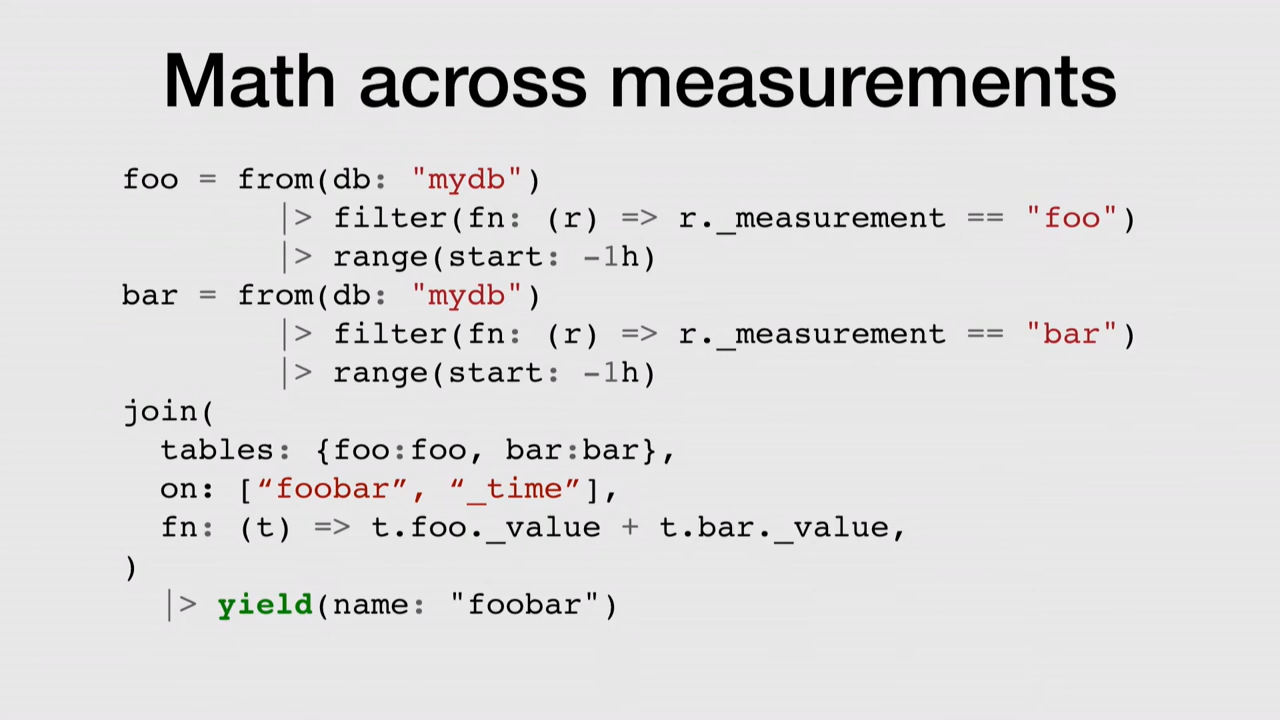 Math across measurements
foo = from(db: "mydb")
|> filter(fn: (r) => r._measurement == "foo")
|> range(start: -1h)
bar = from(db: "mydb")
|> filter(fn: (r) => r._measurement == "bar")
|> range(start: -1h)
join(
tables: {foo:foo, bar:bar},
on: [“foobar”, “_time”],
fn: (t) => t.foo._value + t.bar._value,
)
|> yield(name: "foobar")